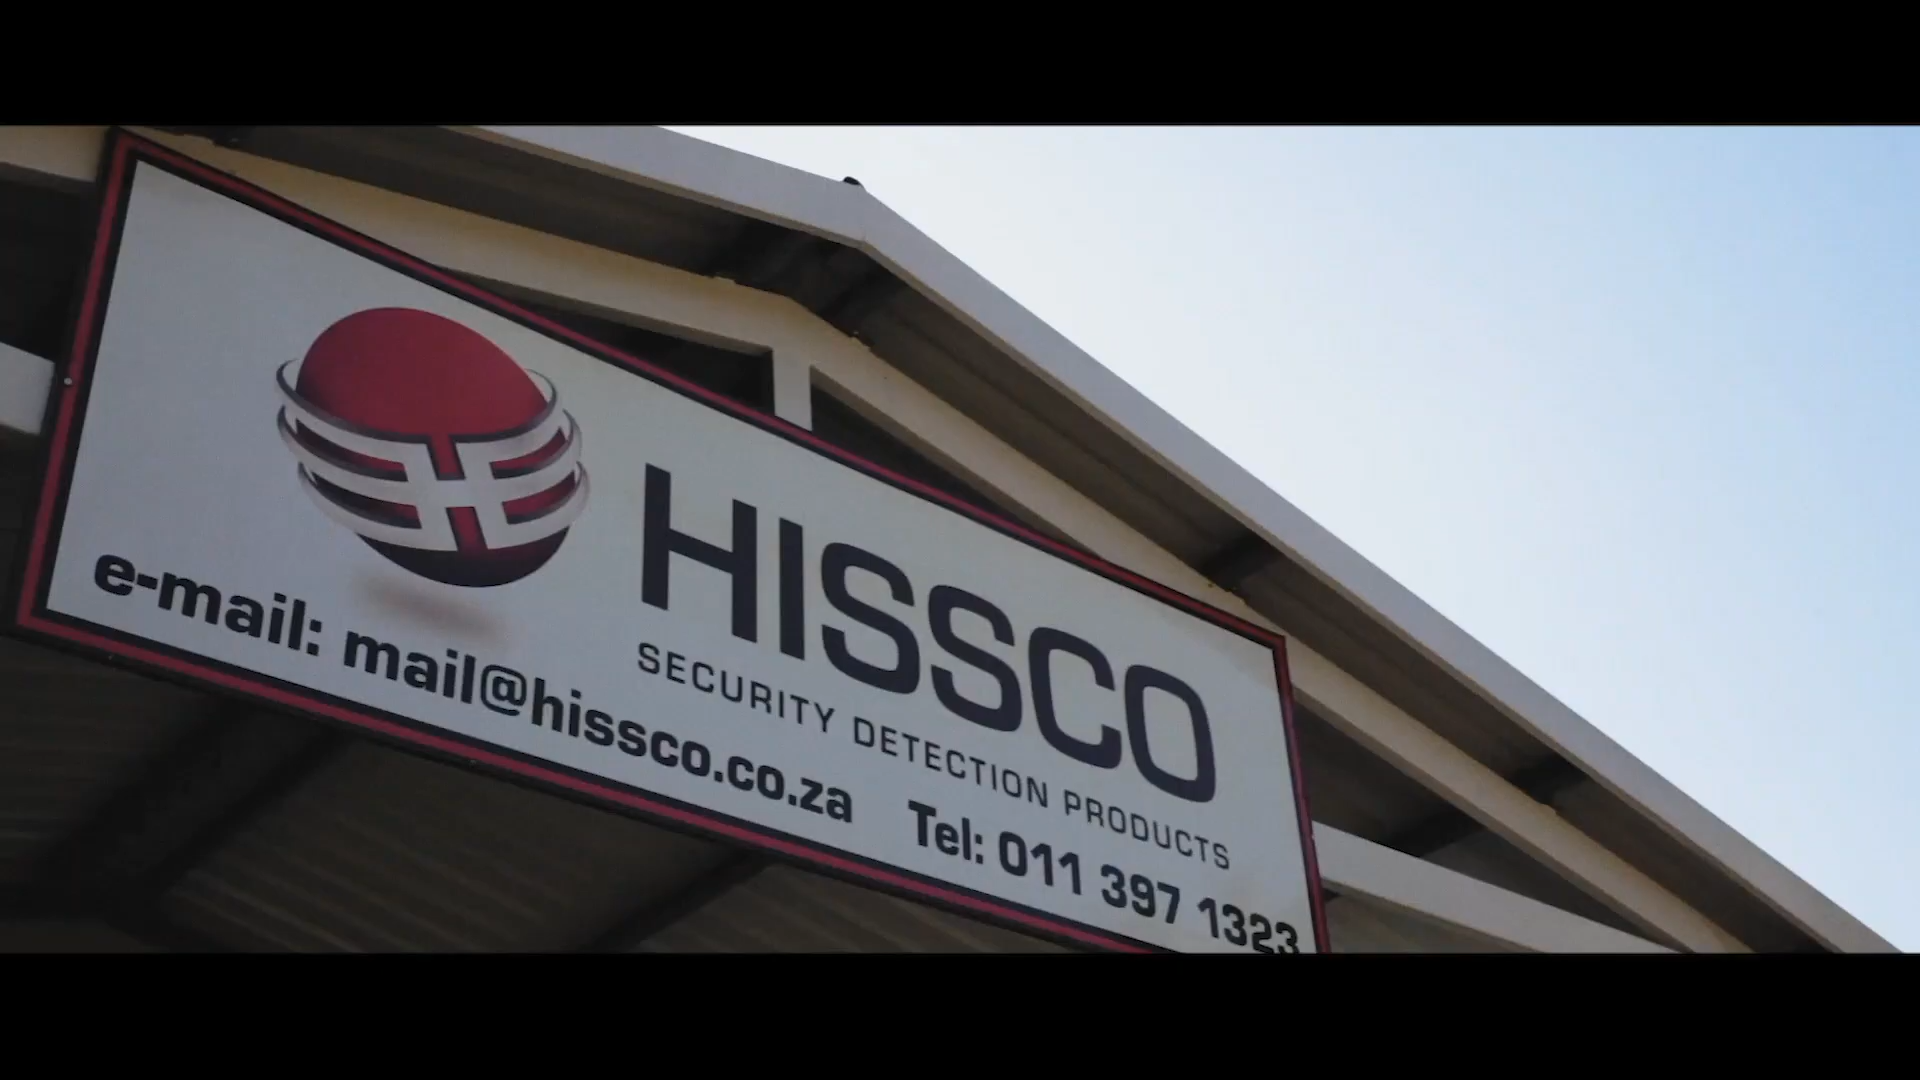 HISSCO
SECURITY DETECTION PRODUCTS
e-mail: mail@hissco.co.za Tel: 011 397 1323